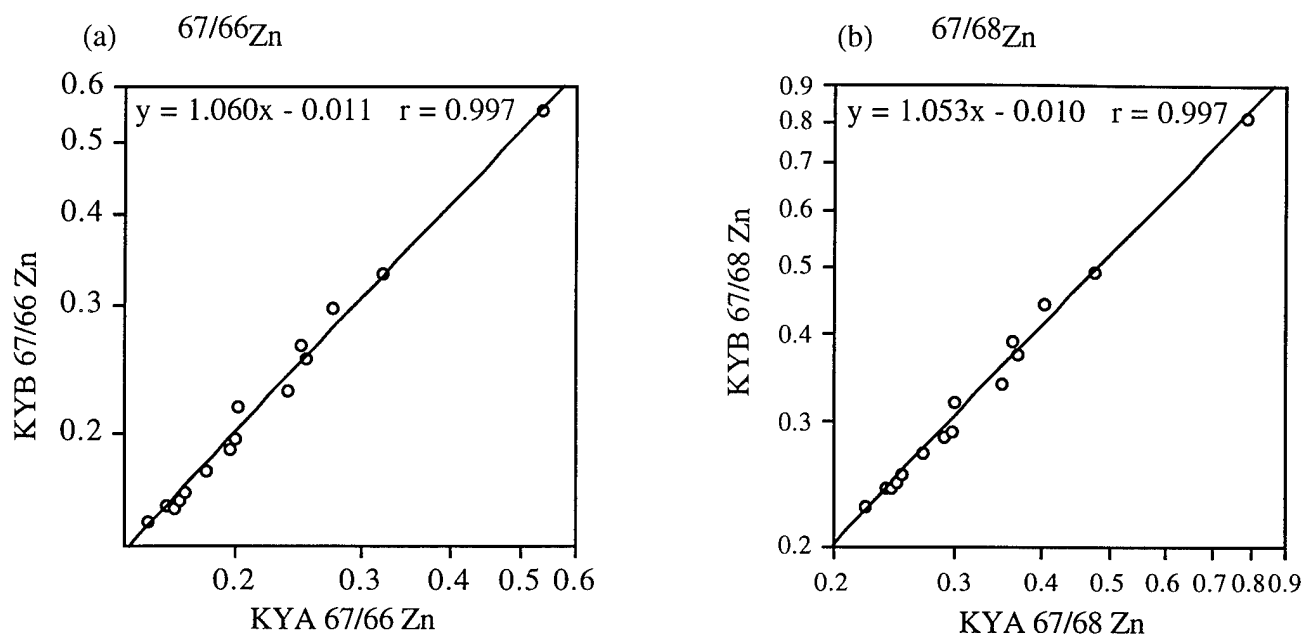 (a) 67/66Zn
0.6
0.5
0.4
0.3
0.2
y = 1.060x - 0.011 r = 0.997
KYB 67/66 Zn
0.2 0.3 0.4 0.5 0.6
KYA 67/66 Zn
(b) 67/68Zn
0.9
0.8
0.7
0.6
0.5
0.4
0.3
0.2
y = 1.053x - 0.010 r = 0.997
KYB 67/68 Zn
0.2 0.3 0.4 0.5 0.6 0.7 0.8 0.9
KYA 67/68 Zn